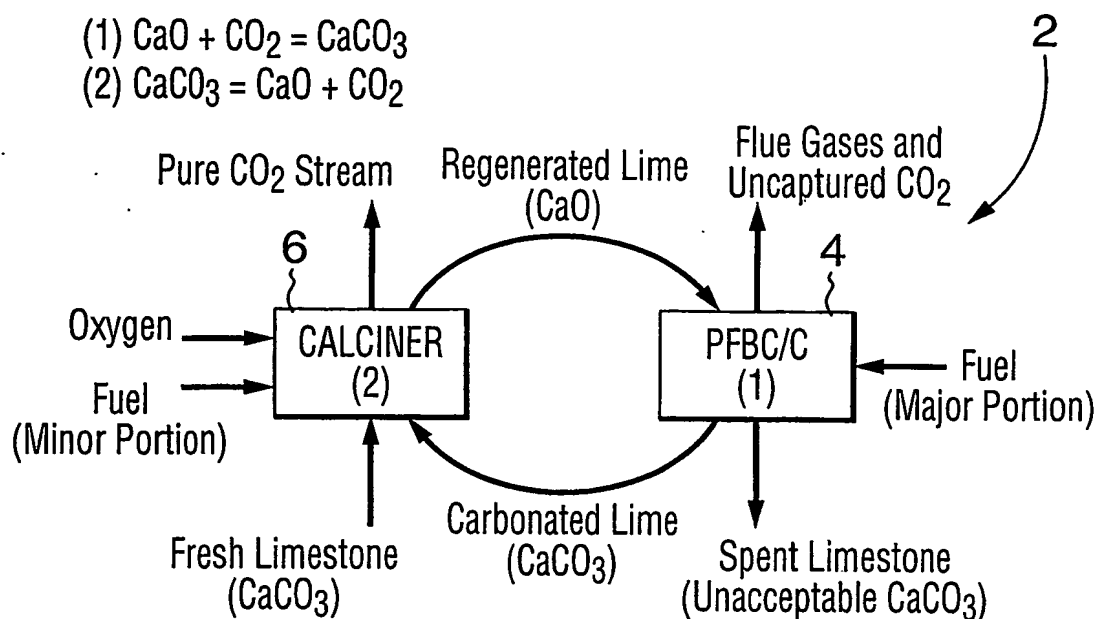 (1) CaO + CO₂ = CaCO₃
(2) CaCO₃ = CaO + CO₂
2
Pure CO₂ Stream
Regenerated Lime
(CaO)
Flue Gases and
Uncaptured CO₂
6
4
Oxygen
CALCINER
(2)
PFBC/C
(1)
Fuel
(Minor Portion)
Fuel
(Major Portion)
Fresh Limestone
(CaCO₃)
Carbonated Lime
(CaCO₃)
Spent Limestone
(Unacceptable CaCO₃)